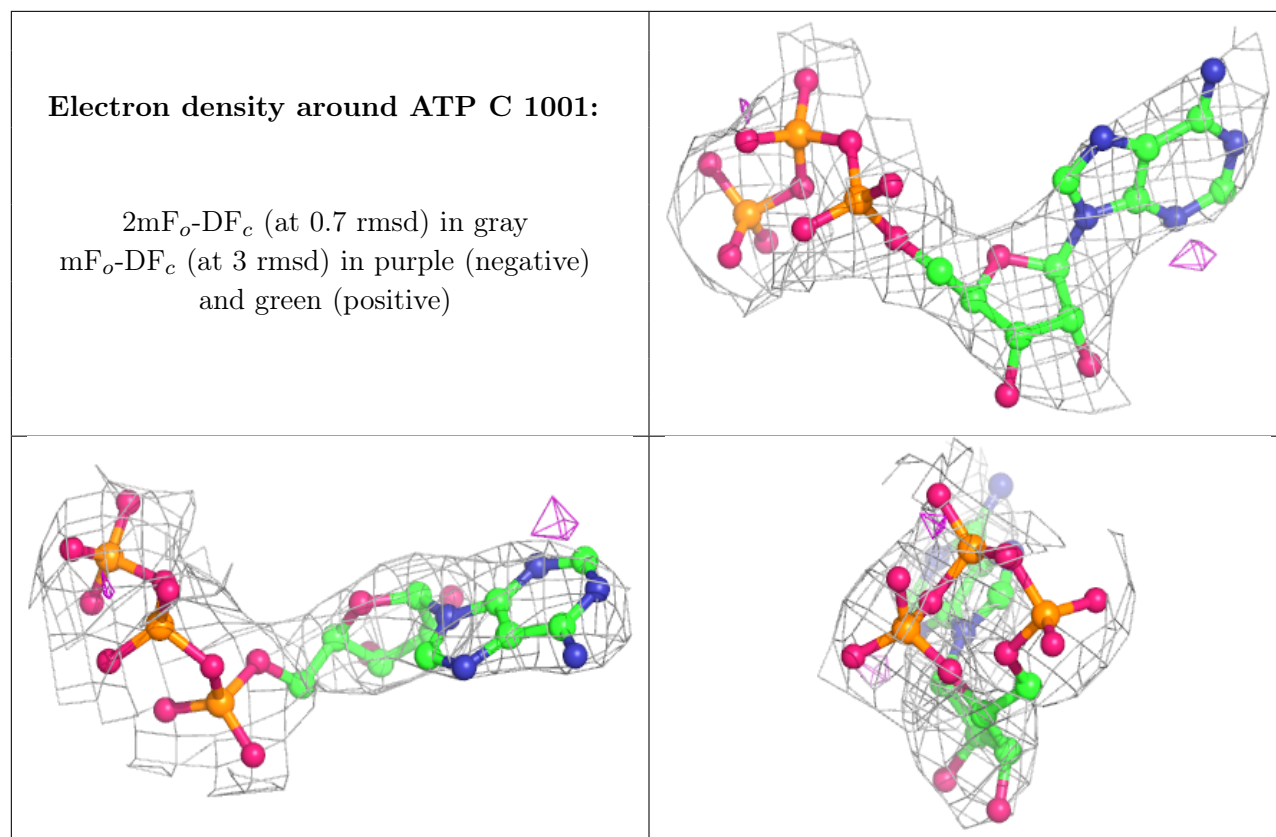 Electron density around ATP C 1001:
2mFo-DFc (at 0.7 rmsd) in gray
mFo-DFc (at 3 rmsd) in purple (negative)
and green (positive)